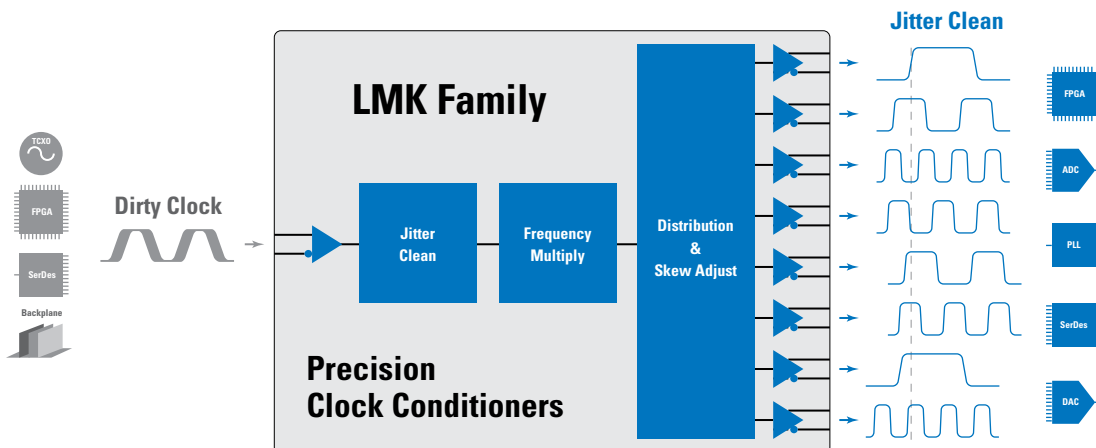 TCXO
FPGA
SerDes
Backplane
Dirty Clock
LMK Family
Jitter
Clean
Frequency
Multiply
Distribution
&
Skew Adjust
Precision
Clock Conditioners
Jitter Clean
FPGA
ADC
PLL
SerDes
DAC